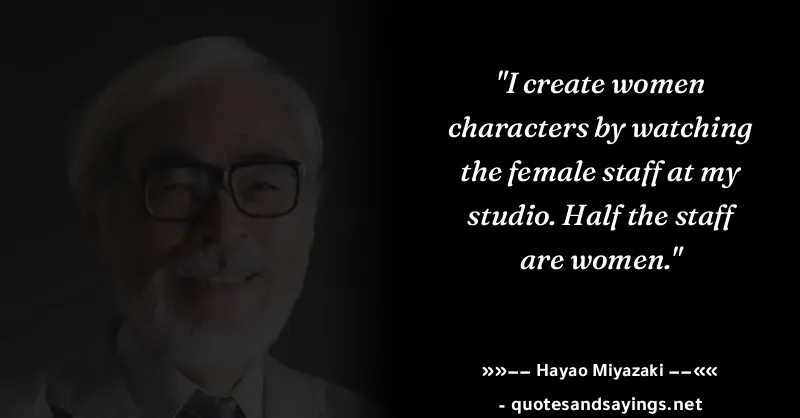 "I create women
characters by watching
the female staff at my
studio. Half the staff
are women."
»»−− Hayao Miyazaki −−««
- quotesandsayings.net